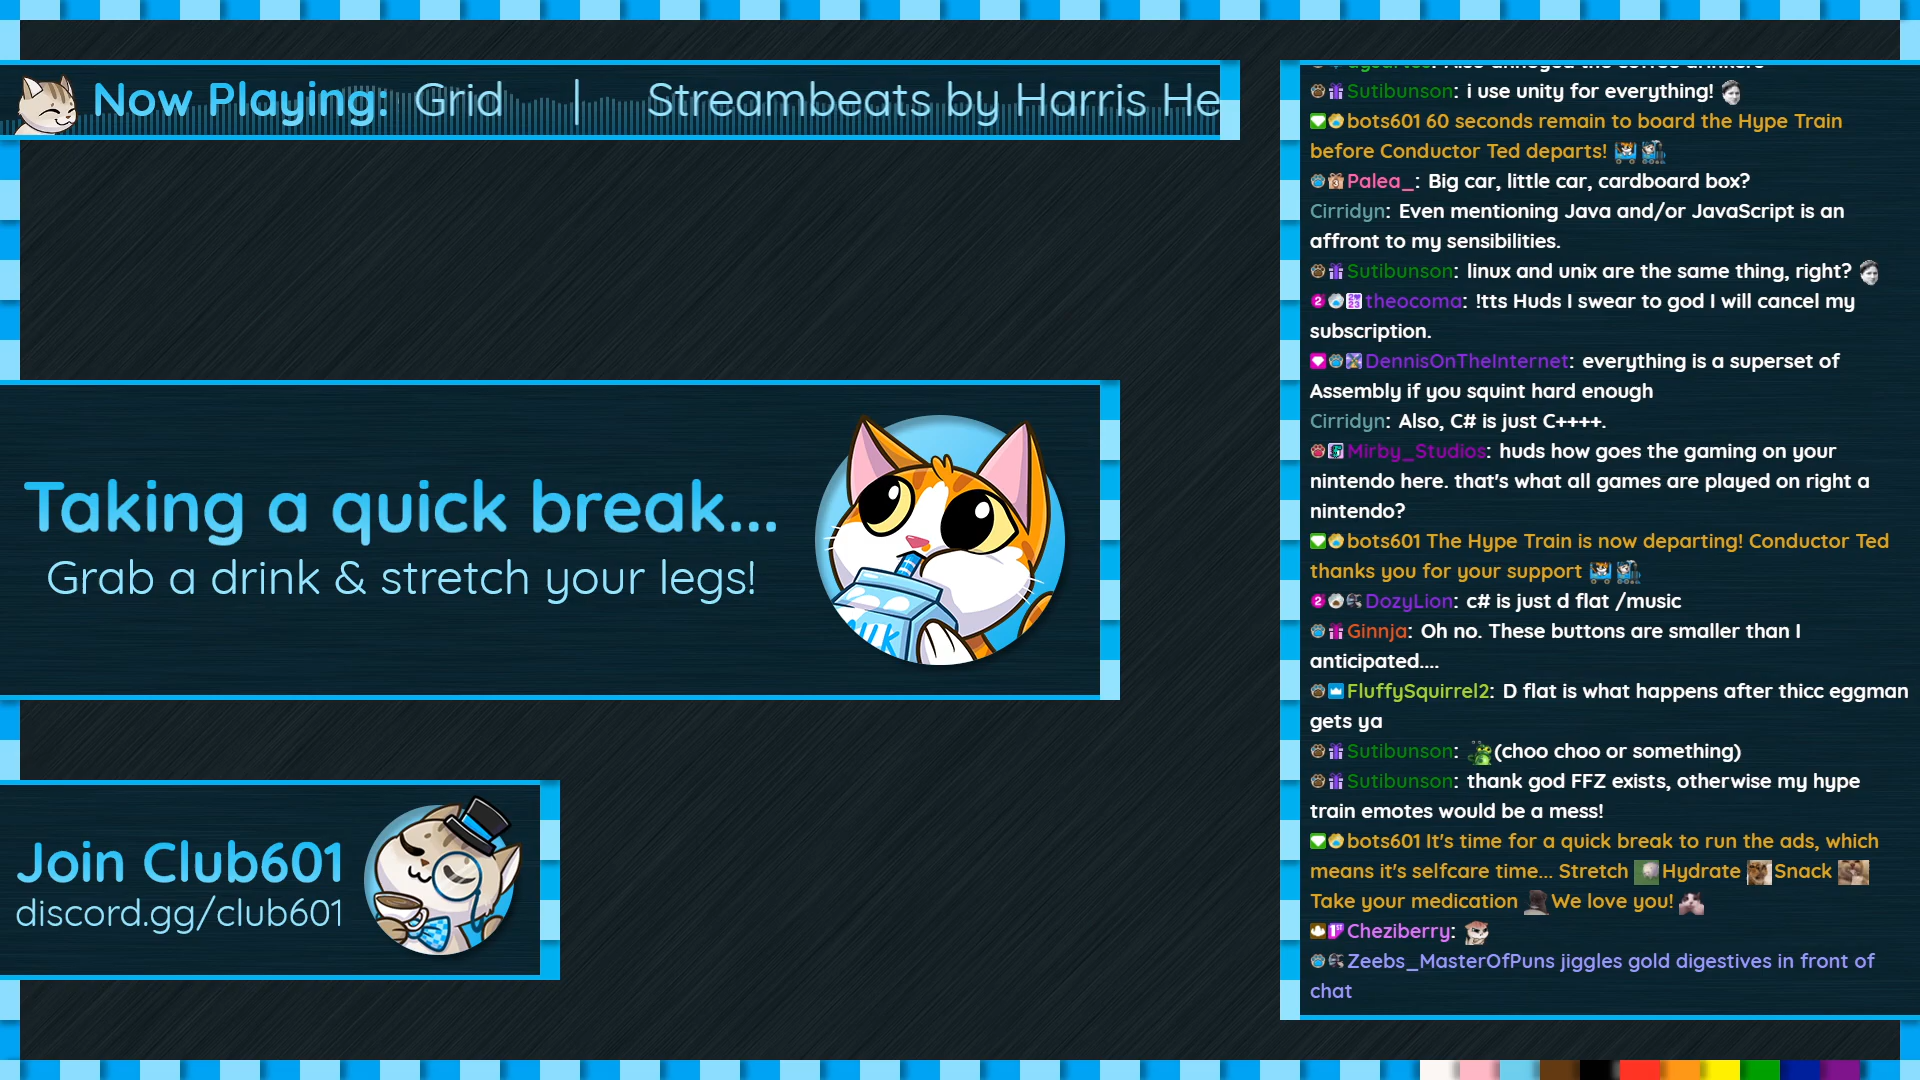 Now Playing: Grid | Streambeats by Harris He
Taking a quick break...
Grab a drink & stretch your legs!
MILK
Join Club601
discord.gg/club601
Sutibunson: i use unity for everything!
bots601 60 seconds remain to board the Hype Train
before Conductor Ted departs!
Palea_: Big car, little car, cardboard box?
Cirridyn: Even mentioning Java and/or JavaScript is an
affront to my sensibilities.
Sutibunson: linux and unix are the same thing, right?
theocoma: !tts Huds I swear to god I will cancel my
subscription.
DennisOnTheInternet: everything is a superset of
Assembly if you squint hard enough
Cirridyn: Also, C# is just C++++.
Mirby_Studios: huds how goes the gaming on your
nintendo here. that's what all games are played on right a
nintendo?
bots601 The Hype Train is now departing! Conductor Ted
thanks you for your support
DozyLion: c# is just d flat /music
Ginnja: Oh no. These buttons are smaller than I
anticipated....
FluffySquirrel2: D flat is what happens after thicc eggman
gets ya
Sutibunson: (choo choo or something)
Sutibunson: thank god FFZ exists, otherwise my hype
train emotes would be a mess!
bots601 It's time for a quick break to run the ads, which
means it's selfcare time... Stretch Hydrate Snack
Take your medication We love you!
Cheziberry:
Zeebs_MasterOfPuns jiggles gold digestives in front of
chat